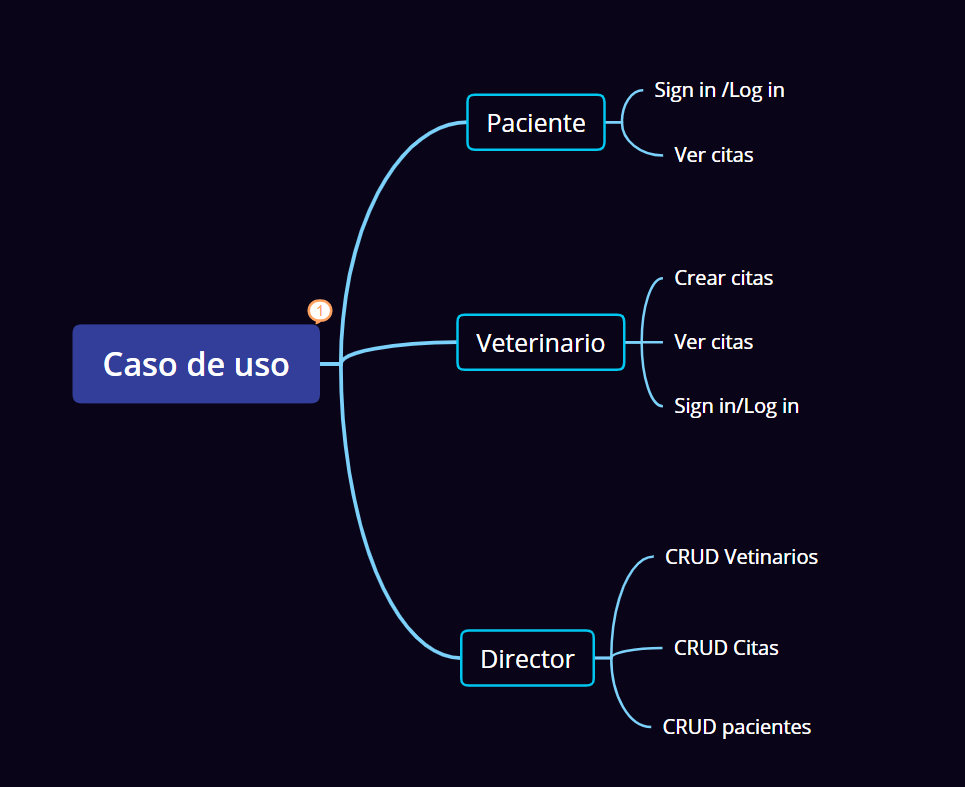 Caso de uso
1
Paciente
Sign in /Log in
Ver citas
Veterinario
Crear citas
Ver citas
Sign in/Log in
Director
CRUD Vetinarios
CRUD Citas
CRUD pacientes